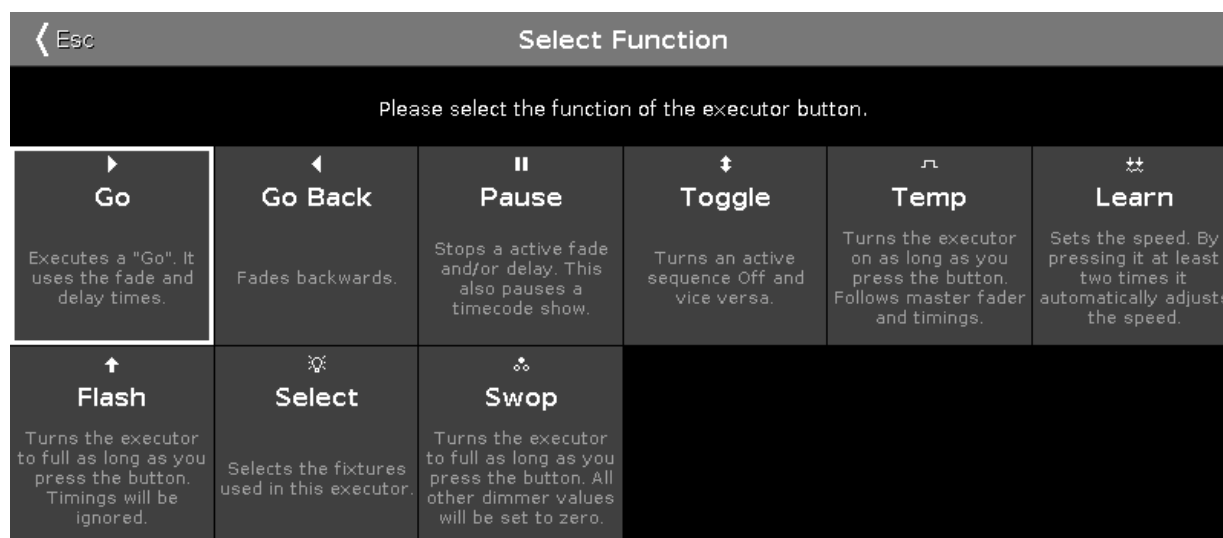 Esc
Select Function
Please select the function of the executor button.
Go
Executes a "Go". It
uses the fade and
delay times.
Go Back
Fades backwards.
Pause
Stops a active fade
and/or delay. This
also pauses a
timecode show.
Toggle
Turns an active
sequence Off and
vice versa.
Temp
Turns the executor
on as long as you
press the button.
Follows master fader
and timings.
Learn
Sets the speed. By
pressing it at least
two times it
automatically adjusts
the speed.
Flash
Turns the executor
to full as long as you
press the button.
Timings will be
ignored.
Select
Selects the fixtures
used in this executor.
Swop
Turns the executor
to full as long as you
press the button. All
other dimmer values
will be set to zero.